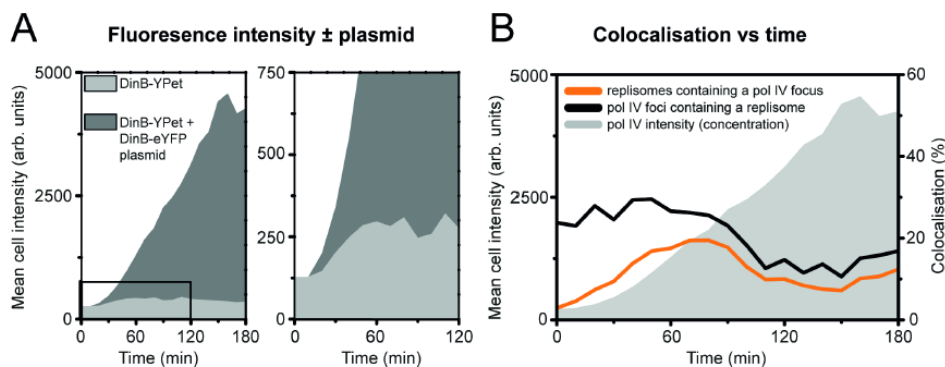 A
Fluoresence intensity ± plasmid
Mean cell intensity (arb. units)
5000
2500
0
DinB-YPet
DinB-YPet +
DinB-eYFP
plasmid
0 60 120 180
Time (min)
750
500
250
0
0 60 120
Time (min)
B
Colocalisation vs time
Mean cell intensity (arb. units)
5000
2500
0
replisomes containing a pol IV focus
pol IV foci containing a replisome
pol IV intensity (concentration)
60
40
20
0
Colocalisation (%)
0 60 120 180
Time (min)